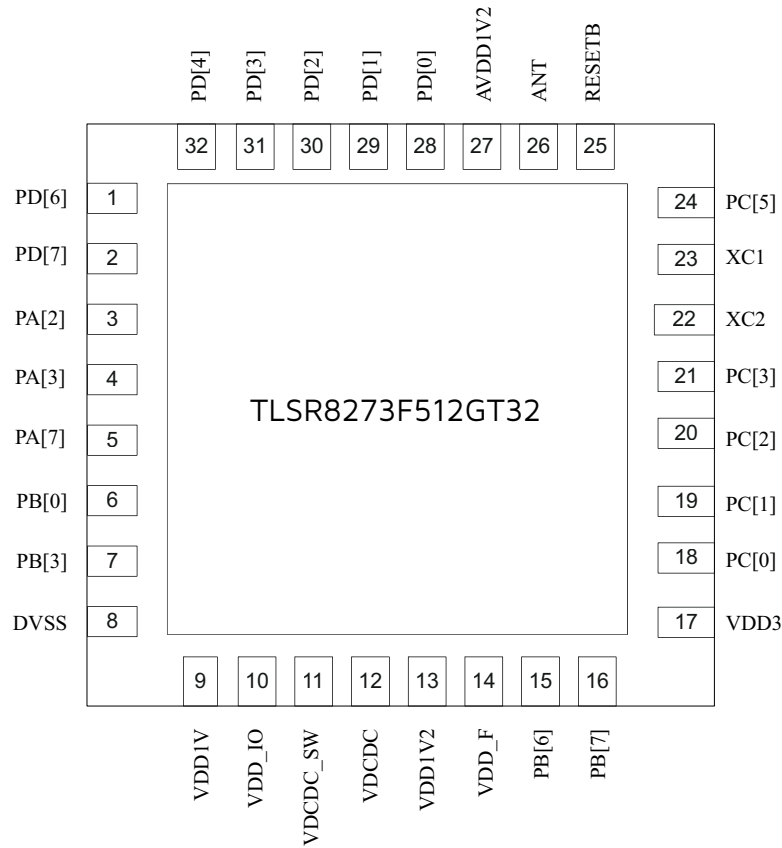 PD[4] PD[3] PD[2] PD[1] PD[0] AVDD1V2 ANT RESETB
32 31 30 29 28 27 26 25
PD[6] 1 24 PC[5]
PD[7] 2 23 XC1
PA[2] 3 22 XC2
PA[3] 4 21 PC[3]
TLSR8273F512GT32
PA[7] 5 20 PC[2]
PB[0] 6 19 PC[1]
PB[3] 7 18 PC[0]
DVSS 8 17 VDD3
9 10 11 12 13 14 15 16
VDD1V VDD_IO VDCDC_SW VDCDC VDD1V2 VDD_F PB[6] PB[7]